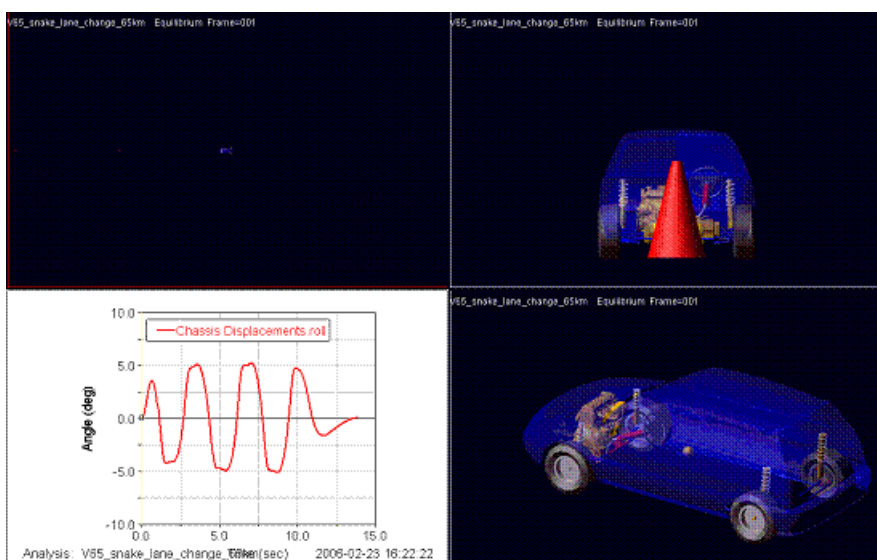 V65_snake_lane_change_65km Equilibrium Frame=001
V65_snake_lane_change_65km Equilibrium Frame=001
V65_snake_lane_change_65km Equilibrium Frame=001
10.0
Chassis Displacements.roll
5.0
Angle (deg)
0.0
-5.0
-10.0
0.0 5.0 10.0 15.0
Analysis: V65_snake_lane_change_ (sec) 2006-02-23 16:22:22